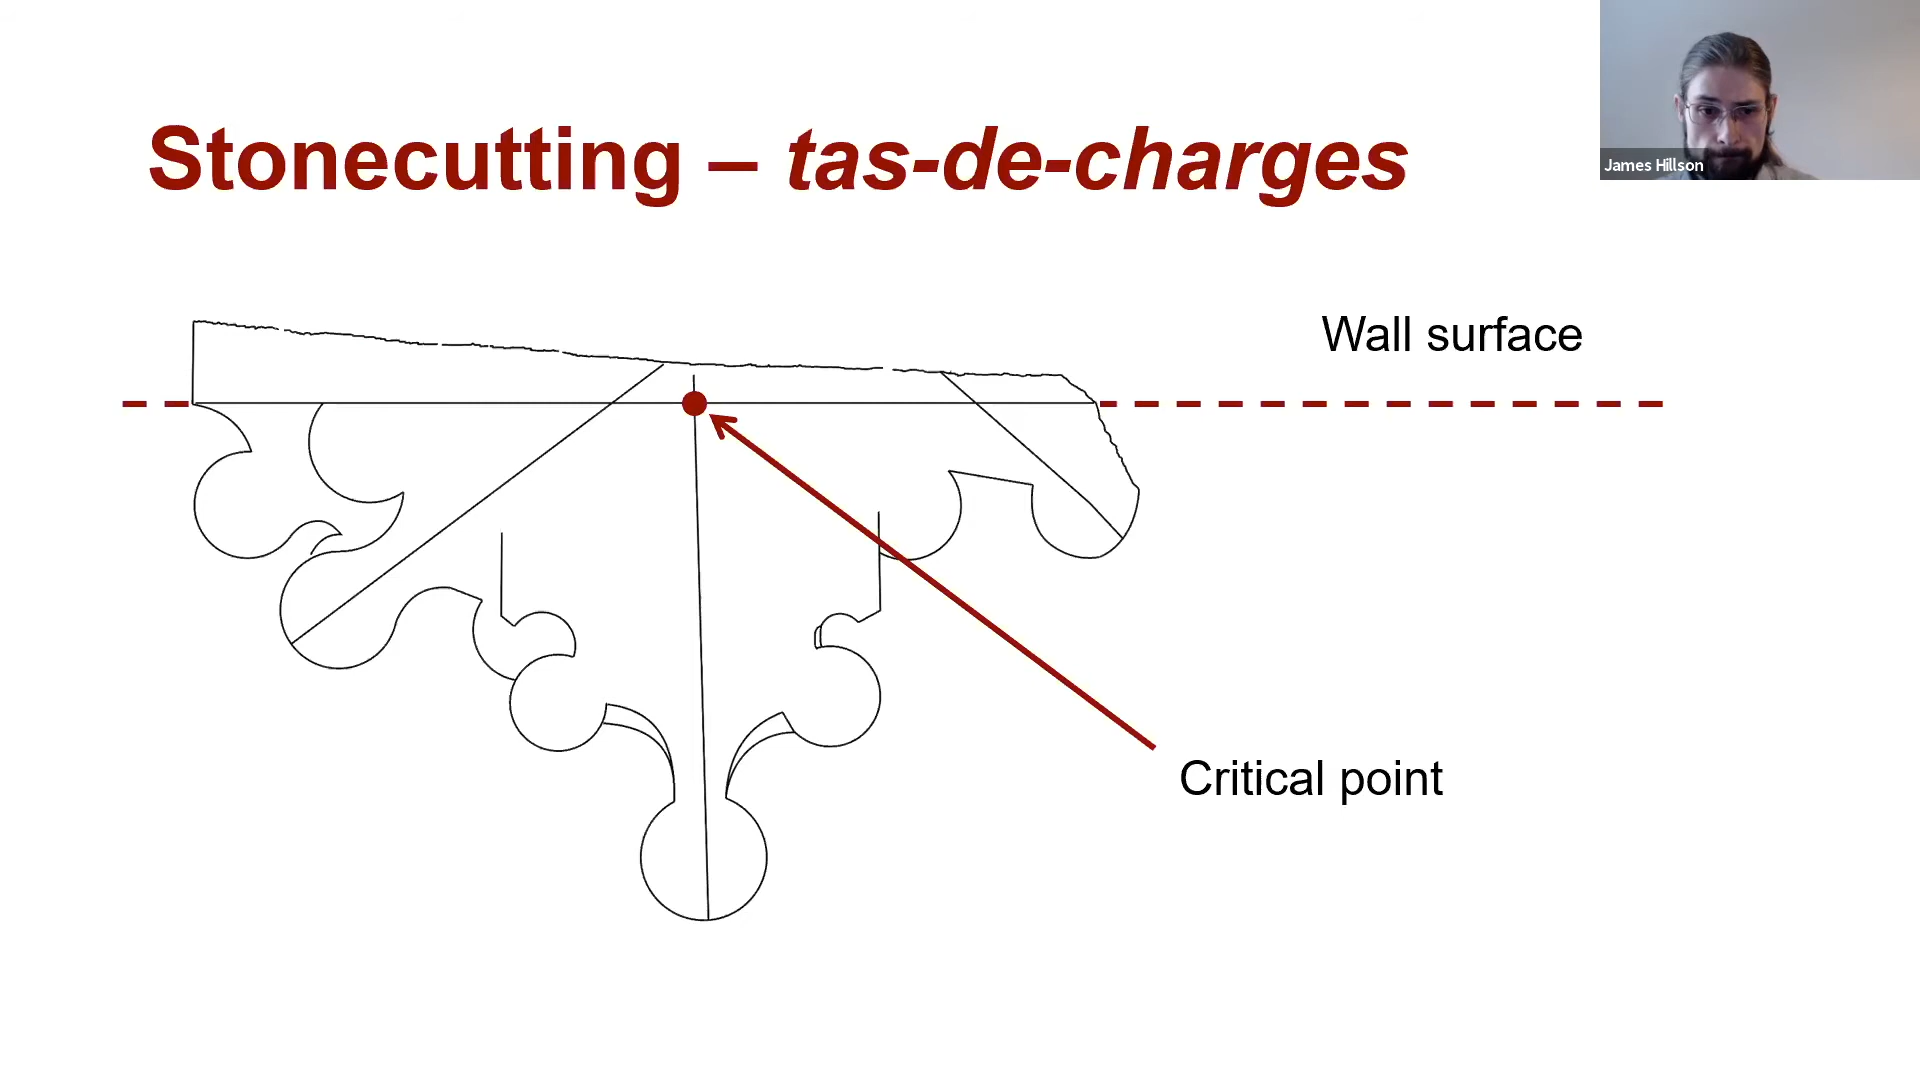 Stonecutting – tas-de-charges
James Hillson
Wall surface
Critical point